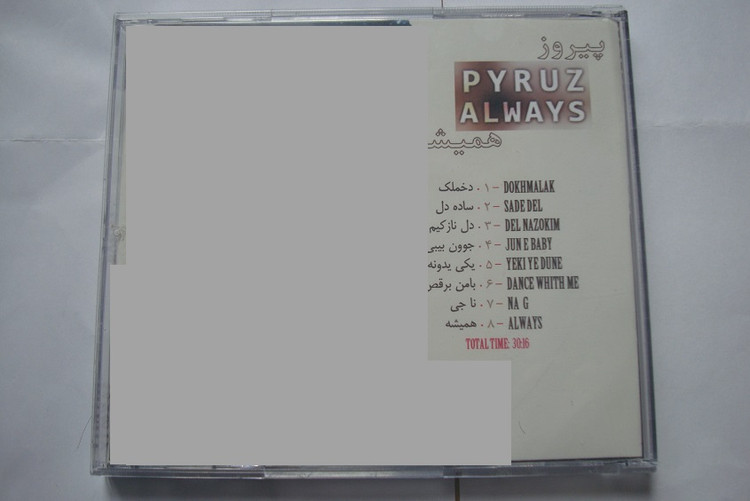 پیروز
PYRUZ
ALWAYS
دخملک . ۱ – DOKHMALAK
ساده دل . ۲ – SADE DEL
دل نازکیم . ۳ – DEL NAZOKIM
جوون بیبی . ۴ – JUN E BABY
یکی یدونه . ۵ – YEKI YE DUNE
بامن برقص . ۶ – DANCE WHITH ME
نا جی . ۷ – NA G
همیشه . ۸ – ALWAYS
TOTAL TIME: 30:16